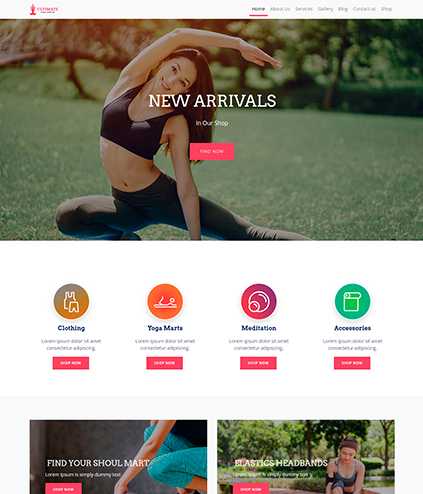 ULTIMATE
Home About Us Services Gallery Blog Contact us Shop
NEW ARRIVALS
In Our Shop
FIND NOW
Clothing Yoga Marts Meditation Accessories
Lorem ipsum dolor sit amet Lorem ipsum dolor sit amet Lorem ipsum dolor sit amet Lorem ipsum dolor sit amet
consectetur adipiscing. consectetur adipiscing. consectetur adipiscing. consectetur adipiscing.
SHOP NOW SHOP NOW SHOP NOW SHOP NOW
FIND YOUR SHOUL MART ELASTICS HEADBANDS
Lorem Ipsum is simply dummy text Lorem Ipsum is simply dummy text s
SHOP NOW SHOP NOW